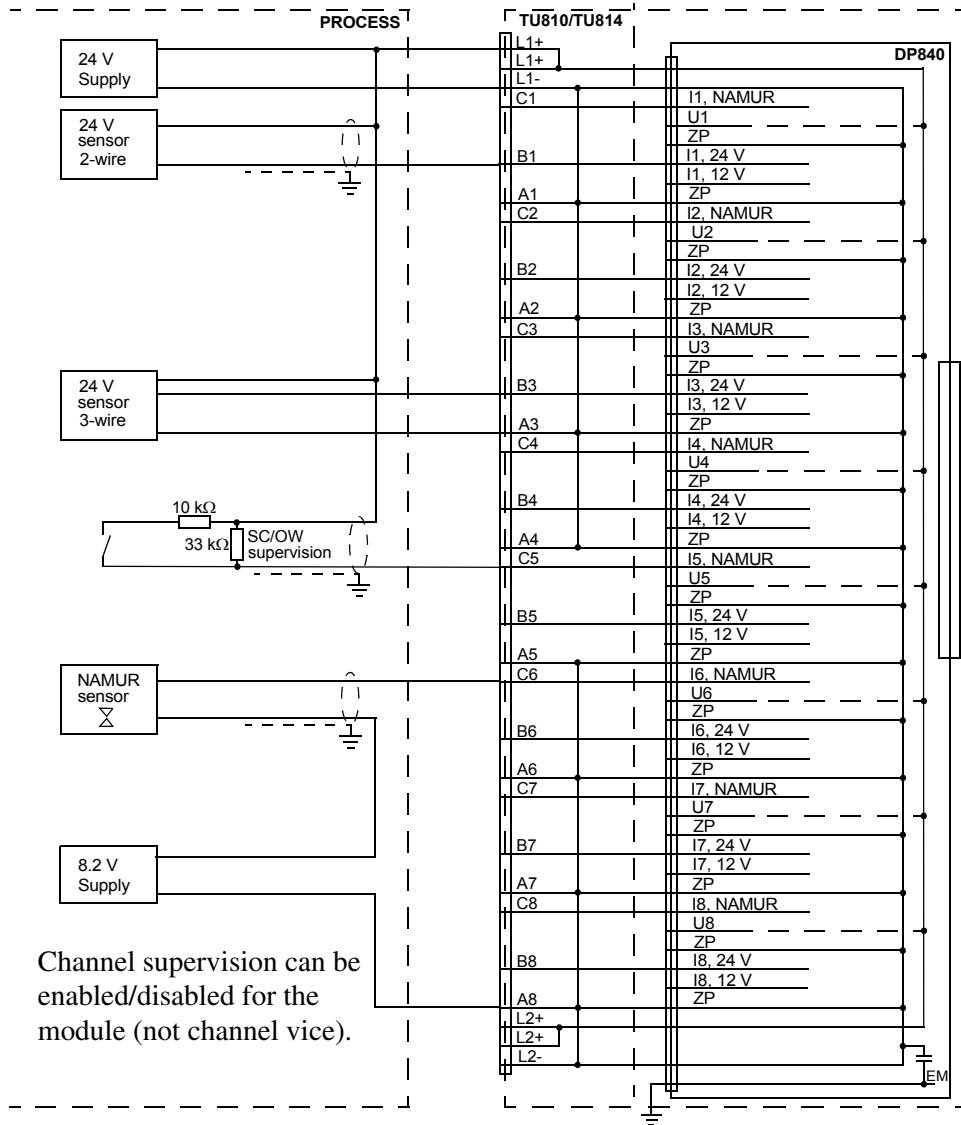 PROCESS
TU810/TU814
DP840
24 V
Supply
24 V
sensor
2-wire
24 V
sensor
3-wire
10 kΩ
33 kΩ
SC/OW
supervision
NAMUR
sensor
8.2 V
Supply
Channel supervision can be
enabled/disabled for the
module (not channel vice).
L1+
L1+
L1-
C1
B1
A1
C2
B2
A2
C3
B3
A3
C4
B4
A4
C5
B5
A5
C6
B6
A6
C7
B7
A7
C8
B8
A8
L2+
L2+
L2-
I1, NAMUR
U1
ZP
I1, 24 V
I1, 12 V
ZP
I2, NAMUR
U2
ZP
I2, 24 V
I2, 12 V
ZP
I3, NAMUR
U3
ZP
I3, 24 V
I3, 12 V
ZP
I4, NAMUR
U4
ZP
I4, 24 V
I4, 12 V
ZP
I5, NAMUR
U5
ZP
I5, 24 V
I5, 12 V
ZP
I6, NAMUR
U6
ZP
I6, 24 V
I6, 12 V
ZP
I7, NAMUR
U7
ZP
I7, 24 V
I7, 12 V
ZP
I8, NAMUR
U8
ZP
I8, 24 V
I8, 12 V
ZP
EM